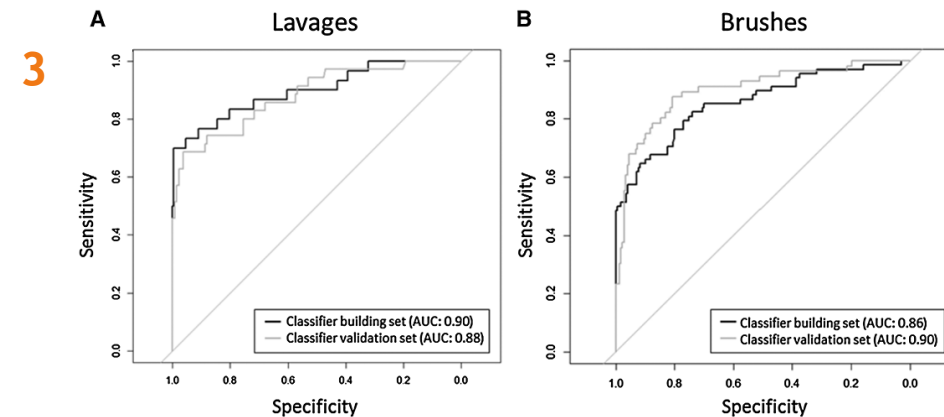 3
A
Lavages
Sensitivity
1.0
0.8
0.6
0.4
0.2
0.0
Classifier building set (AUC: 0.90)
Classifier validation set (AUC: 0.88)
1.0 0.8 0.6 0.4 0.2 0.0
Specificity
B
Brushes
Sensitivity
1.0
0.8
0.6
0.4
0.2
0.0
Classifier building set (AUC: 0.86)
Classifier validation set (AUC: 0.90)
1.0 0.8 0.6 0.4 0.2 0.0
Specificity